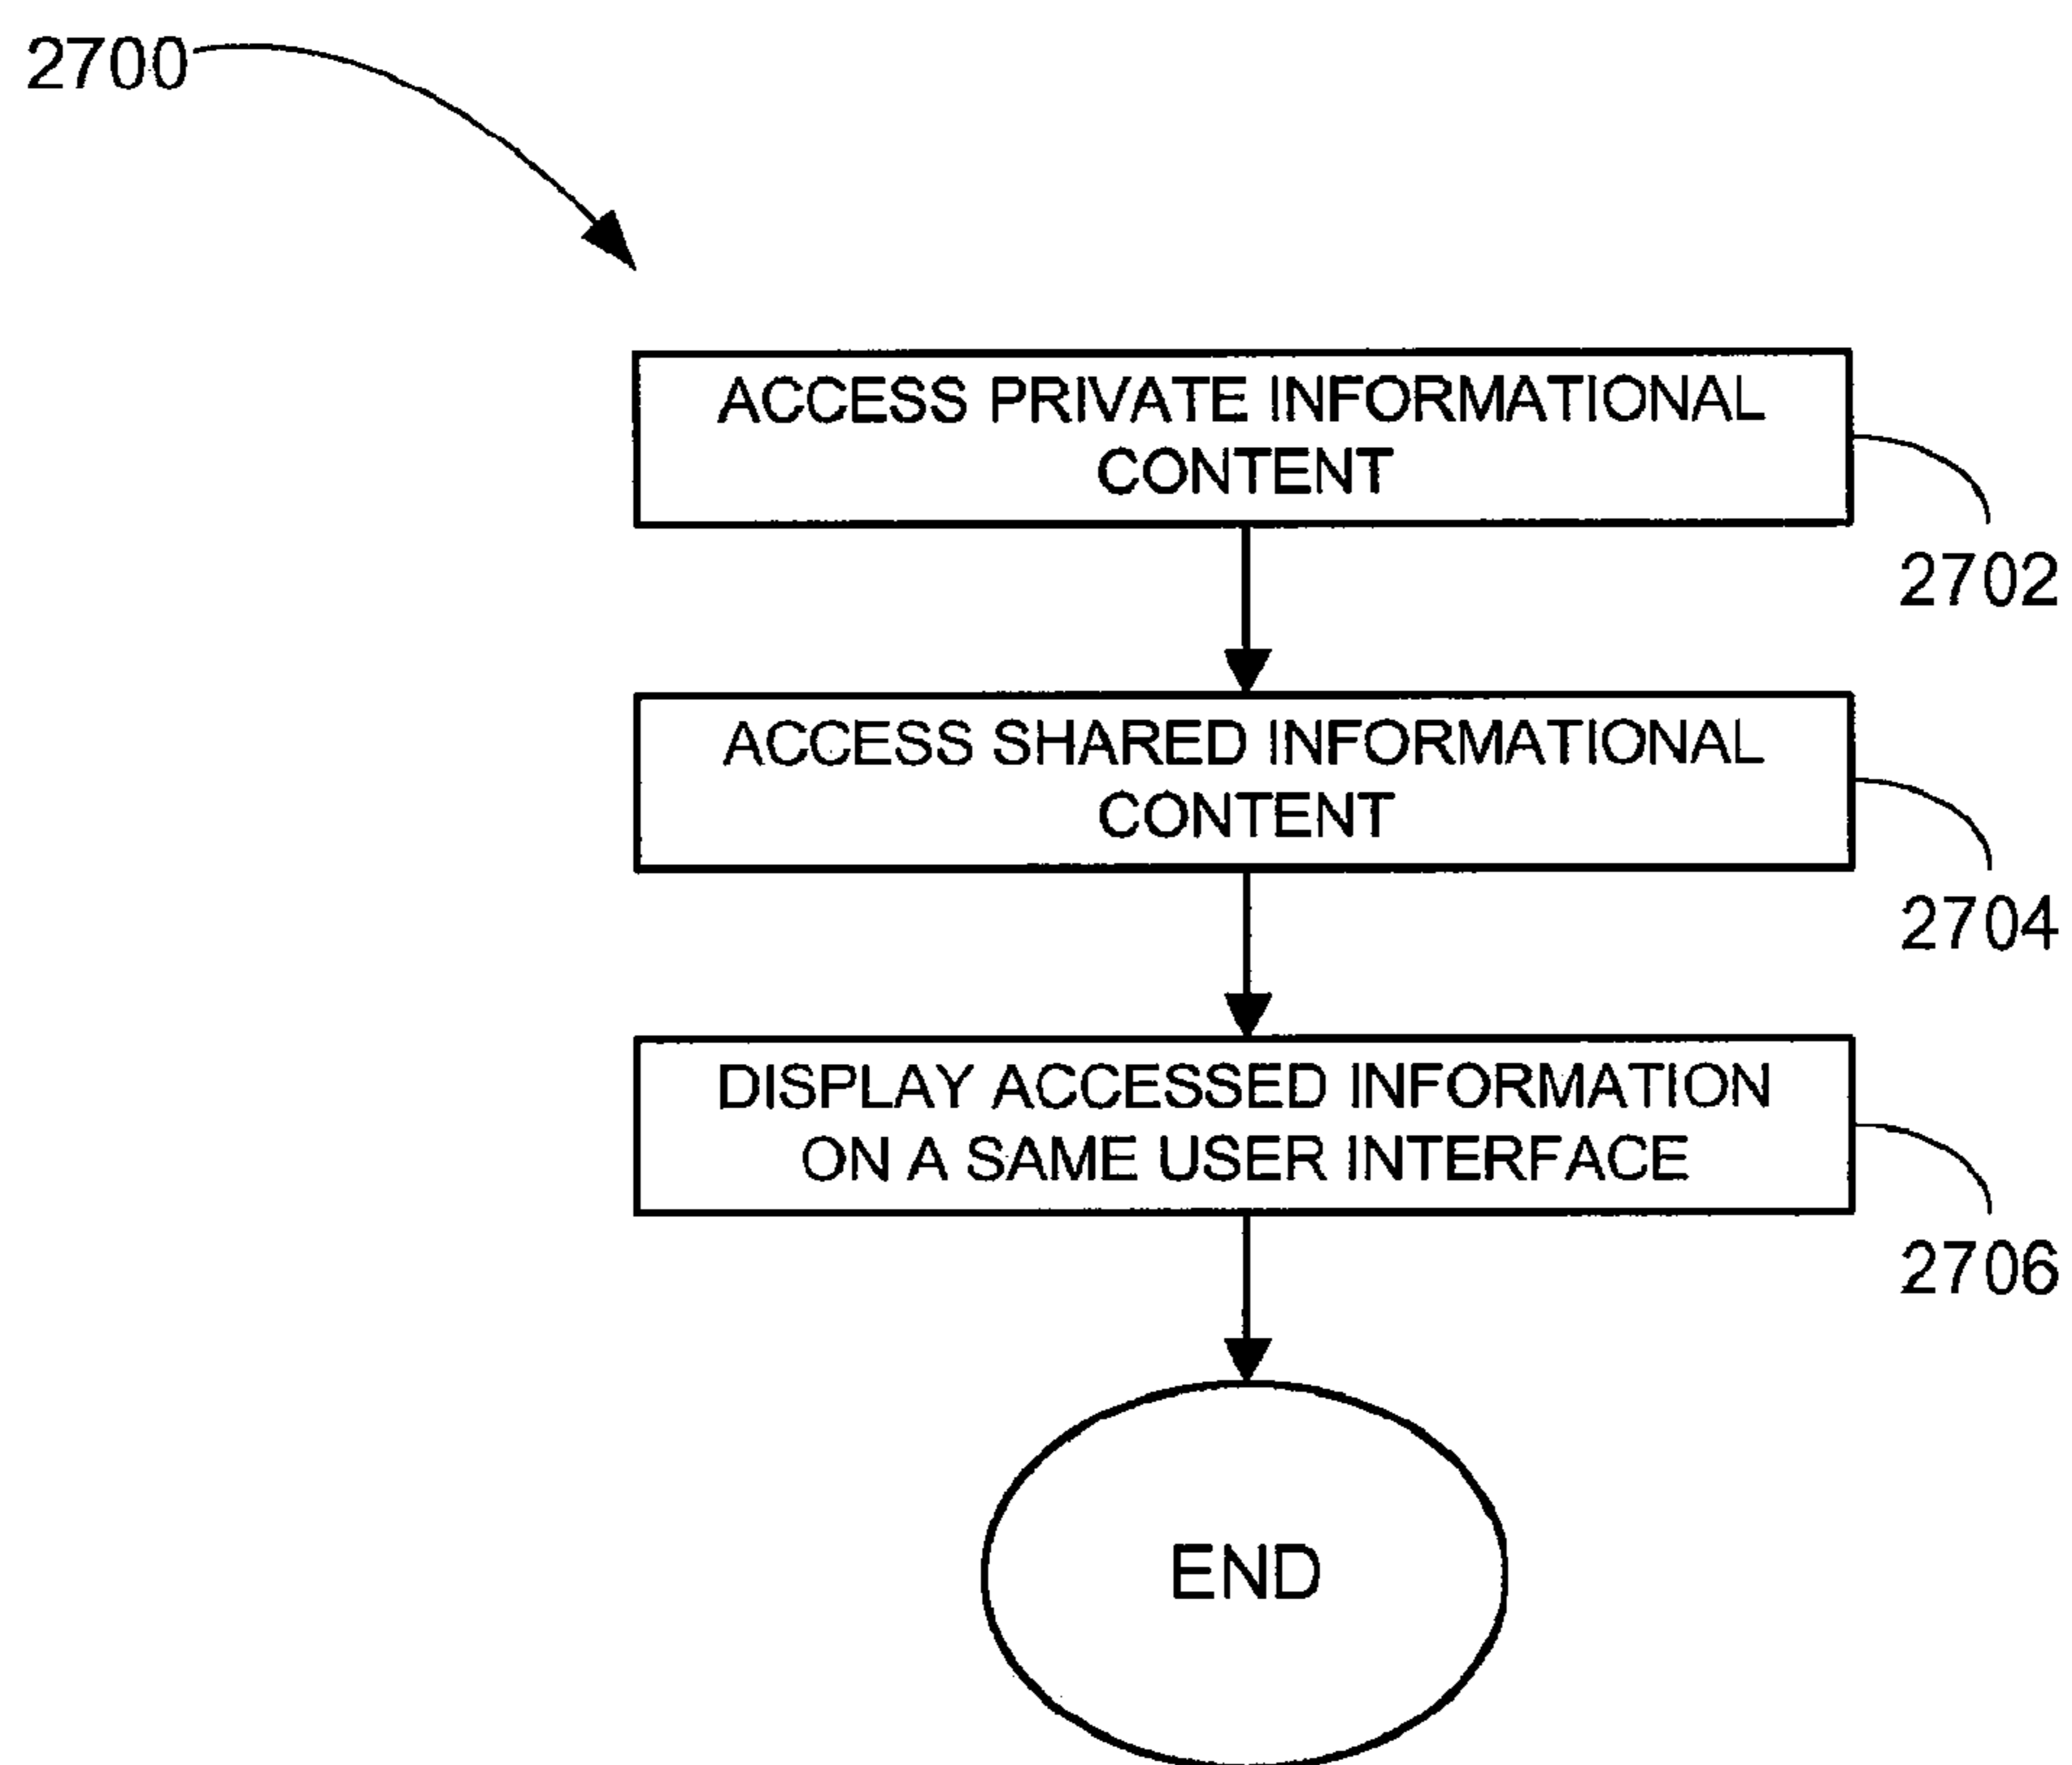 2700
ACCESS PRIVATE INFORMATIONAL
CONTENT
2702
ACCESS SHARED INFORMATIONAL
CONTENT
2704
DISPLAY ACCESSED INFORMATION
ON A SAME USER INTERFACE
2706
END